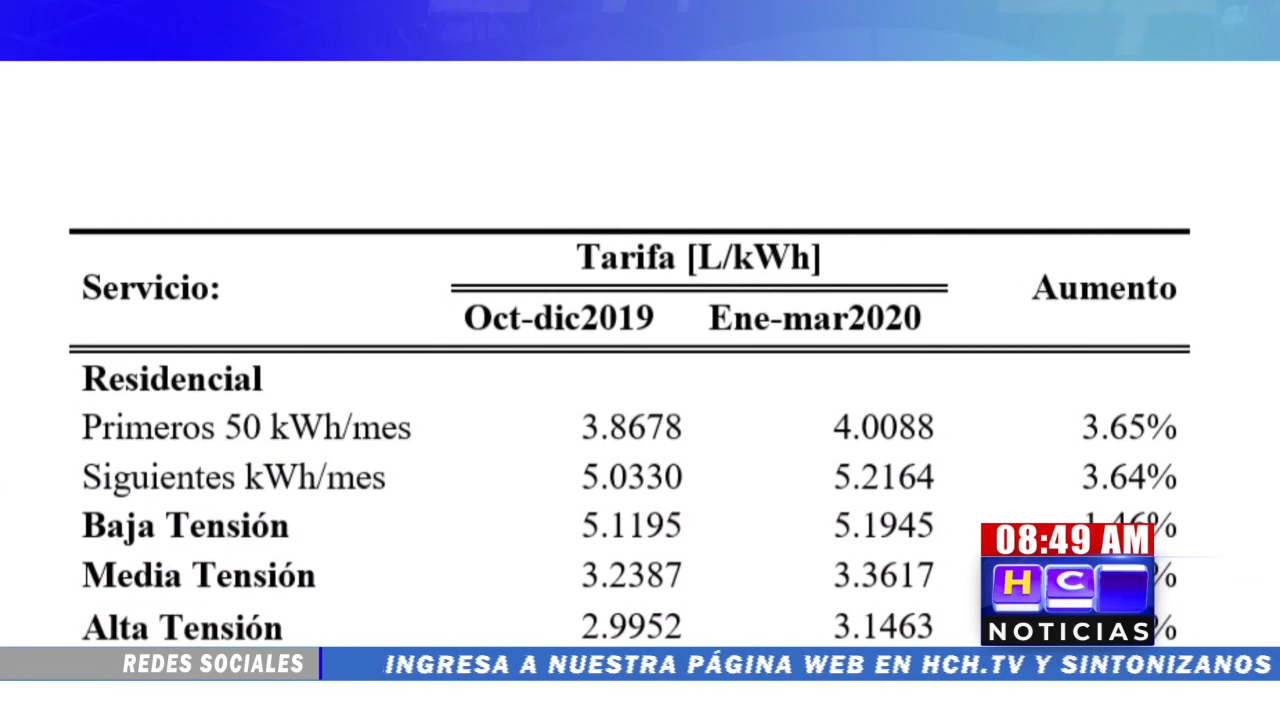 Tarifa [L/kWh]
Servicio: Aumento
Oct-dic2019 Ene-mar2020
Residencial
Primeros 50 kWh/mes 3.8678 4.0088 3.65%
Siguientes kWh/mes 5.0330 5.2164 3.64%
Baja Tensión 5.1195 5.1945 1.46%
Media Tensión 3.2387 3.3617 %
Alta Tensión 2.9952 3.1463 %
08:49 AM
HC
NOTICIAS
REDES SOCIALES INGRESA A NUESTRA PÁGINA WEB EN HCH.TV Y SINTONIZANOS